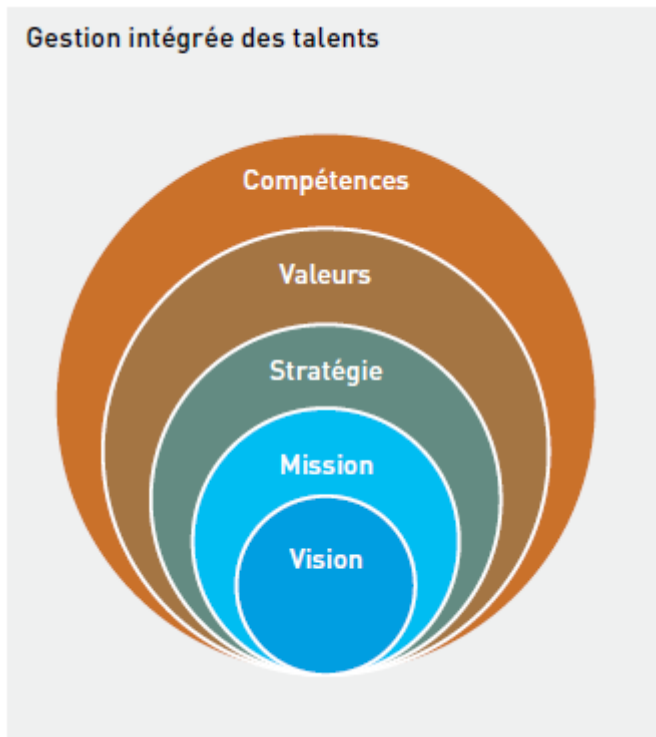 Gestion intégrée des talents
Compétences
Valeurs
Stratégie
Mission
Vision